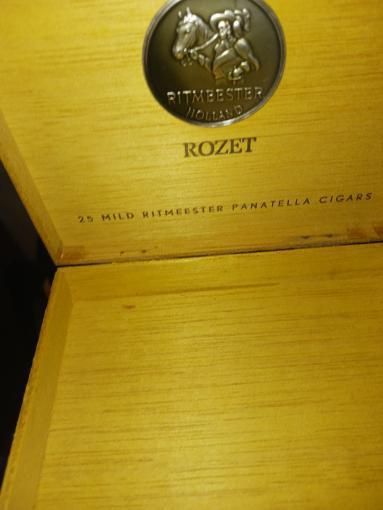 RITMEESTER
HOLLAND
ROZET
25 MILD RITMEESTER PANATELLA CIGARS